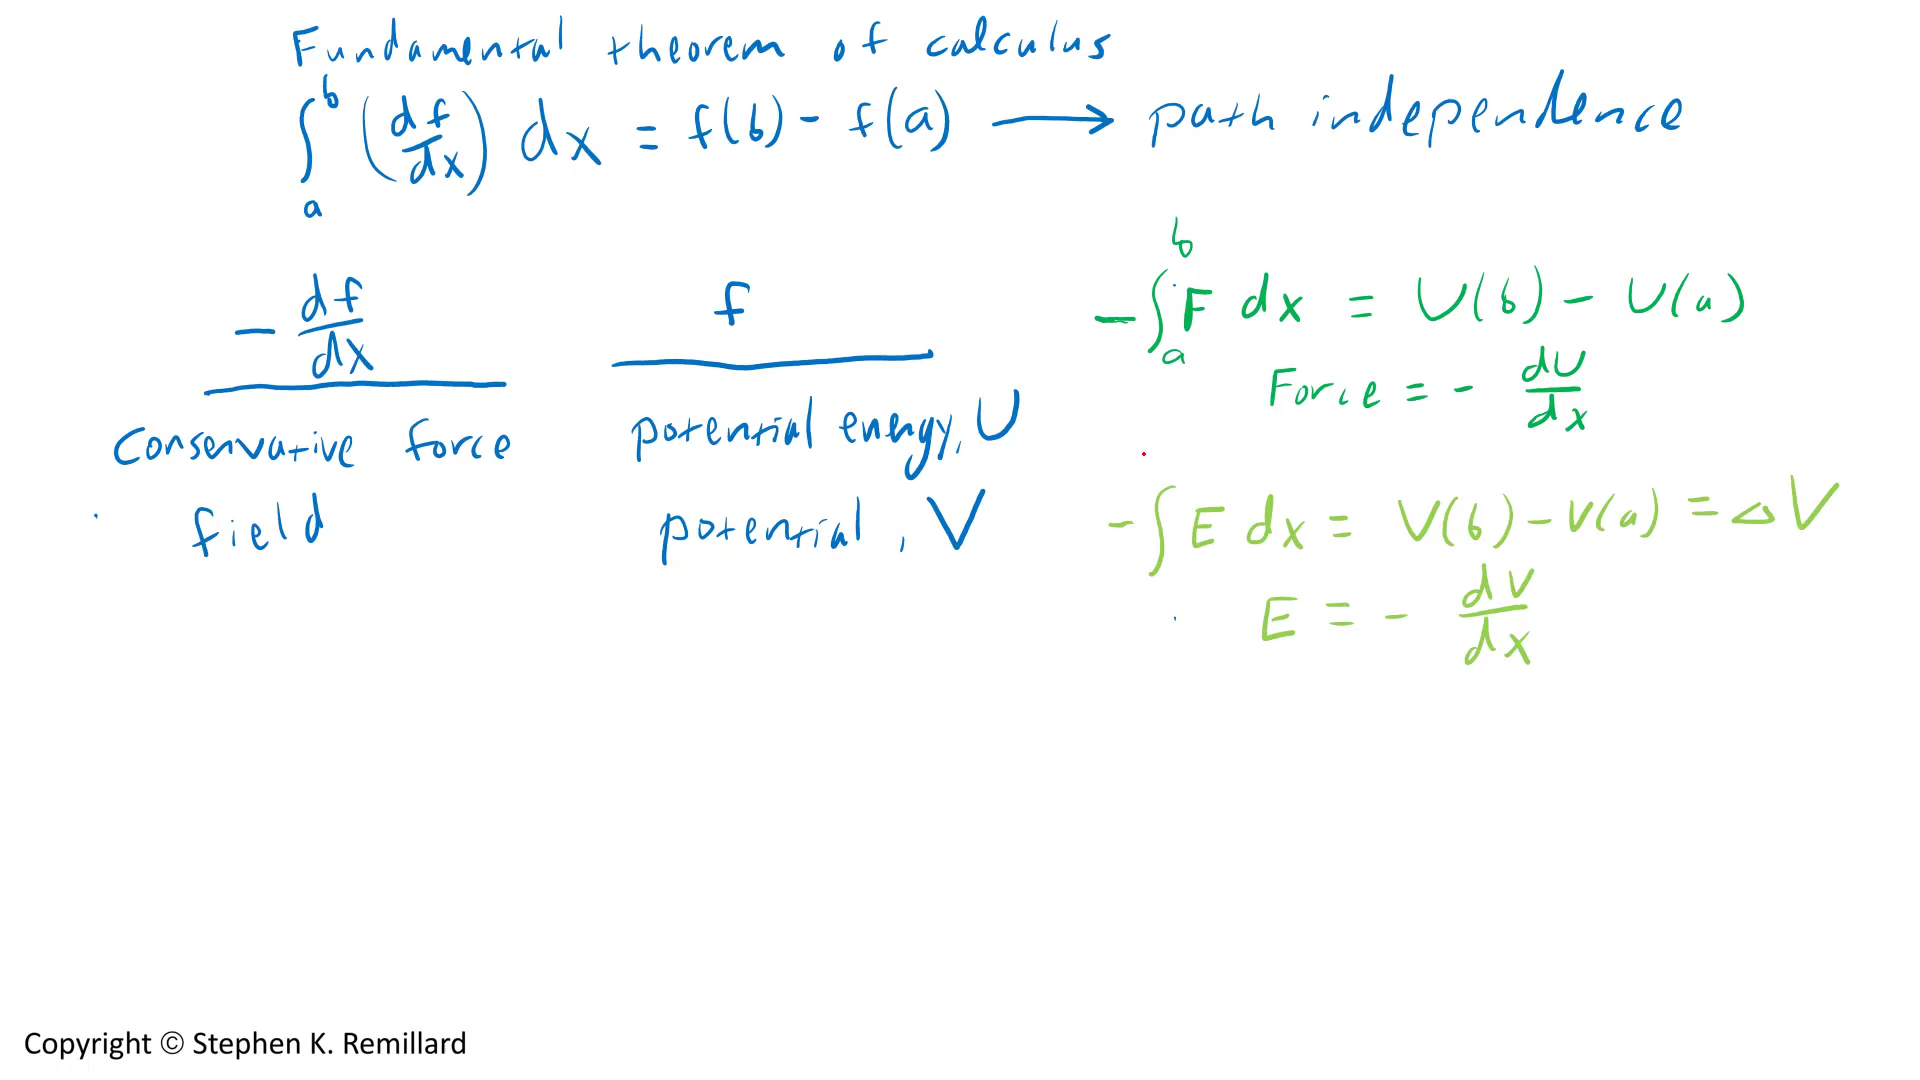 Fundamental theorem of calculus
∫_a^b (df/dx) dx = f(b) - f(a) → path independence
- df/dx
f
conservative force
potential energy, U
field
potential, V
-∫_a^b F dx = U(b) - U(a)
Force = - dU/dx
-∫ E dx = V(b) - V(a) = ΔV
E = - dV/dx
Copyright © Stephen K. Remillard